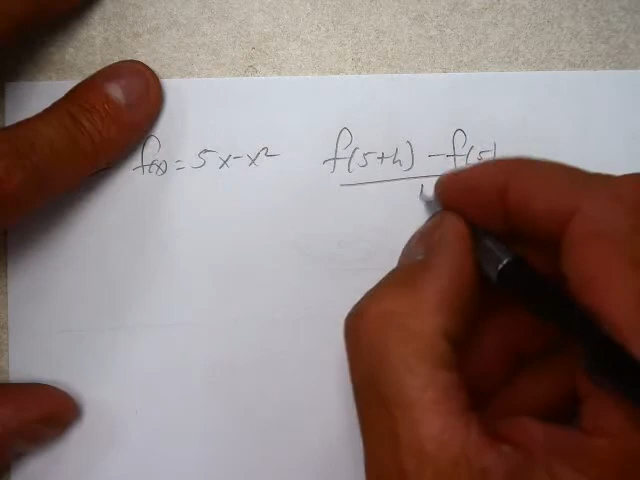 f(x) = 5x-x² f(5+h) -f(5)